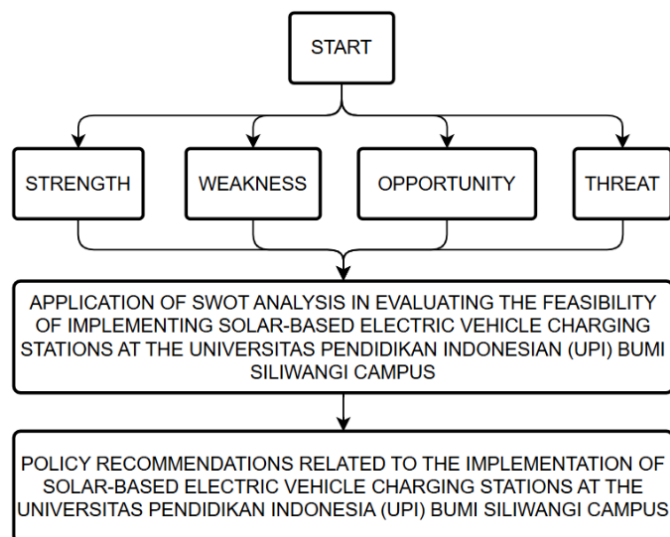 START
STRENGTH
WEAKNESS
OPPORTUNITY
THREAT
APPLICATION OF SWOT ANALYSIS IN EVALUATING THE FEASIBILITY
OF IMPLEMENTING SOLAR-BASED ELECTRIC VEHICLE CHARGING
STATIONS AT THE UNIVERSITAS PENDIDIKAN INDONESIAN (UPI) BUMI
SILIWANGI CAMPUS
POLICY RECOMMENDATIONS RELATED TO THE IMPLEMENTATION OF
SOLAR-BASED ELECTRIC VEHICLE CHARGING STATIONS AT THE
UNIVERSITAS PENDIDIKAN INDONESIA (UPI) BUMI SILIWANGI CAMPUS